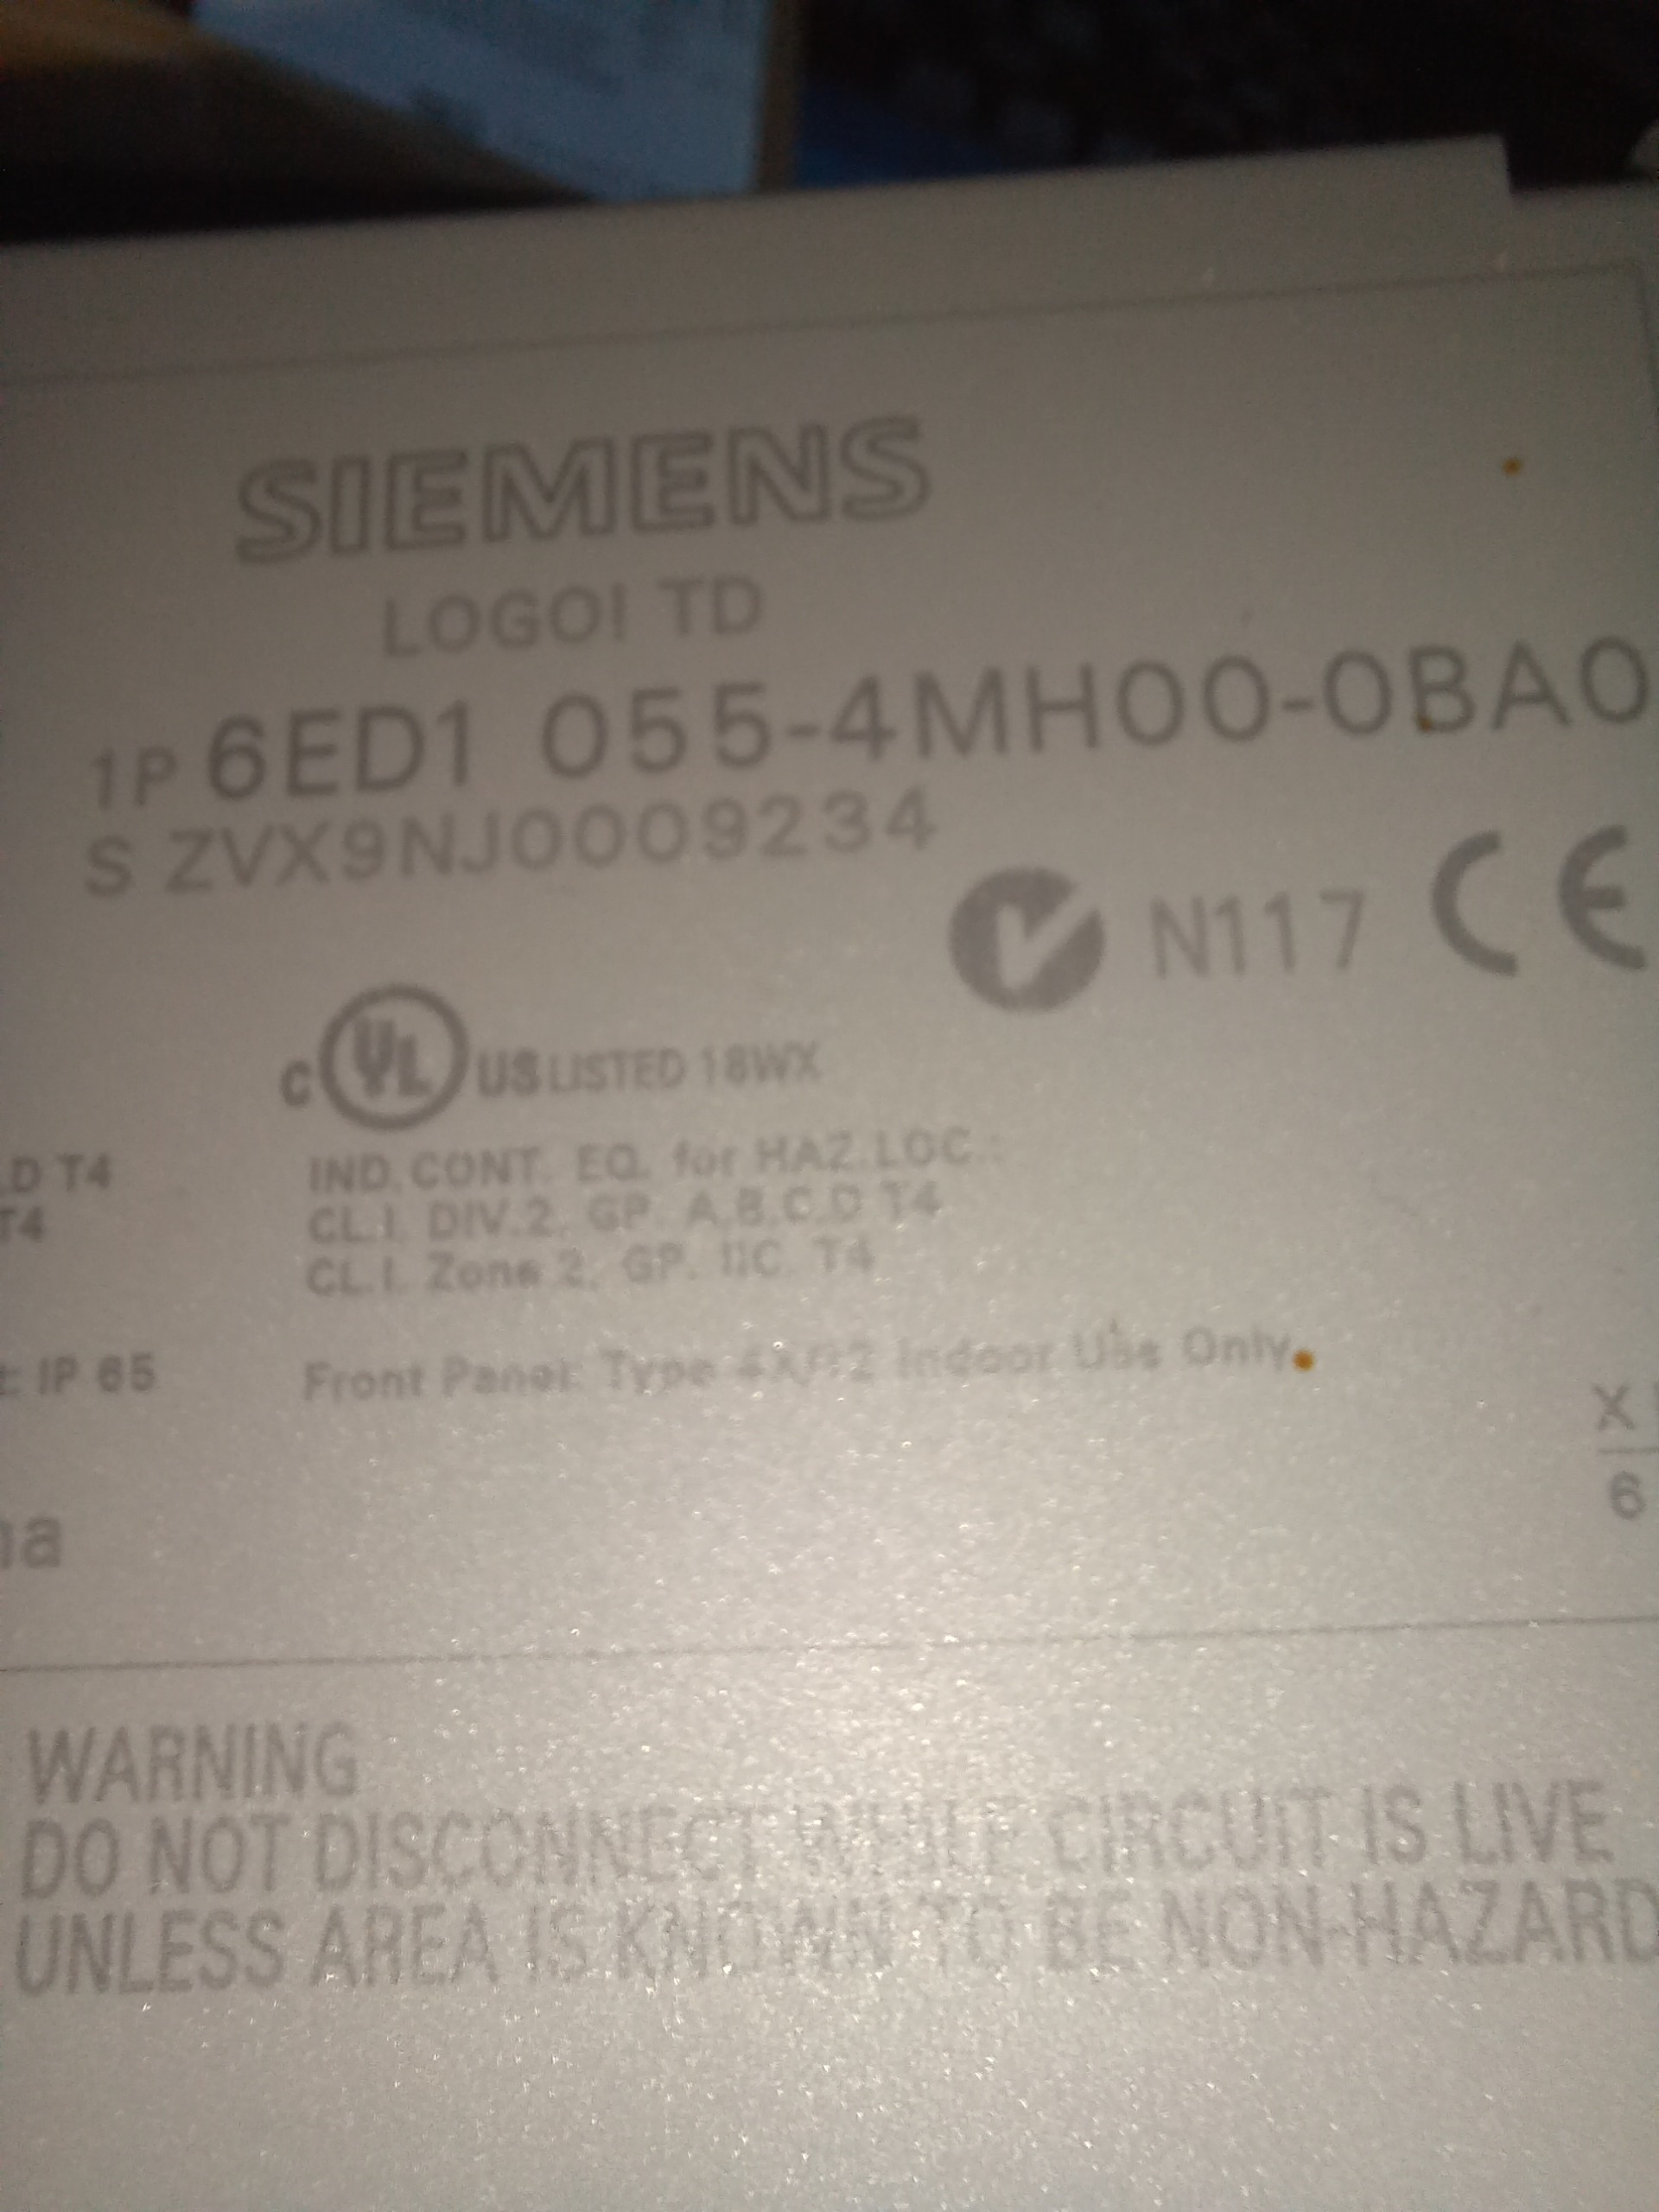 SIEMENS
LOGO! TD
1P 6ED1 055-4MH00-0BA0
S ZVX9NJ0009234
N117 CE
c UL US LISTED 18WX
D T4
T4
IND. CONT. EQ. for HAZ.LOC.:
CL.I. DIV.2, GP. A,B,C,D T4
CL.I. Zone 2, GP. IIC T4
: IP 65
Front Panel: Type 4X/12 Indoor Use Only
X
6
na
WARNING
DO NOT DISCONNECT WHILE CIRCUIT IS LIVE
UNLESS AREA IS KNOWN TO BE NON-HAZARD